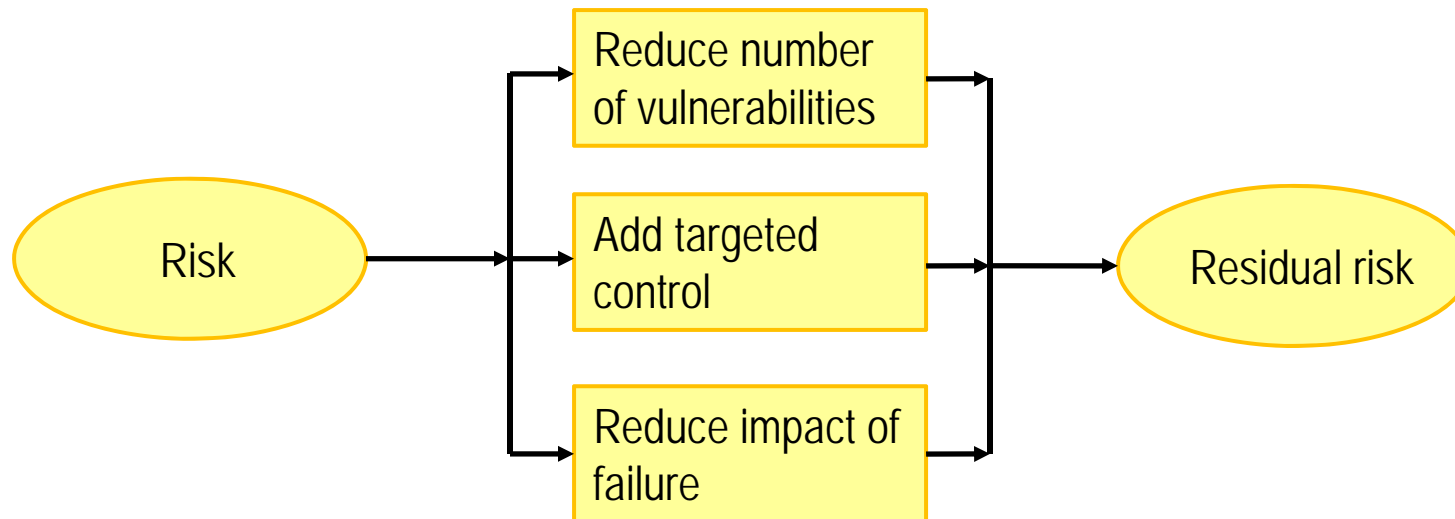 Risk
Reduce number
of vulnerabilities
Add targeted
control
Reduce impact of
failure
Residual risk